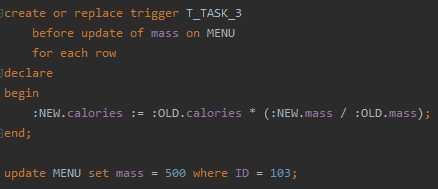 create or replace trigger T_TASK_3
before update of mass on MENU
for each row
declare
begin
:NEW.calories := :OLD.calories * (:NEW.mass / :OLD.mass);
end;
update MENU set mass = 500 where ID = 103;